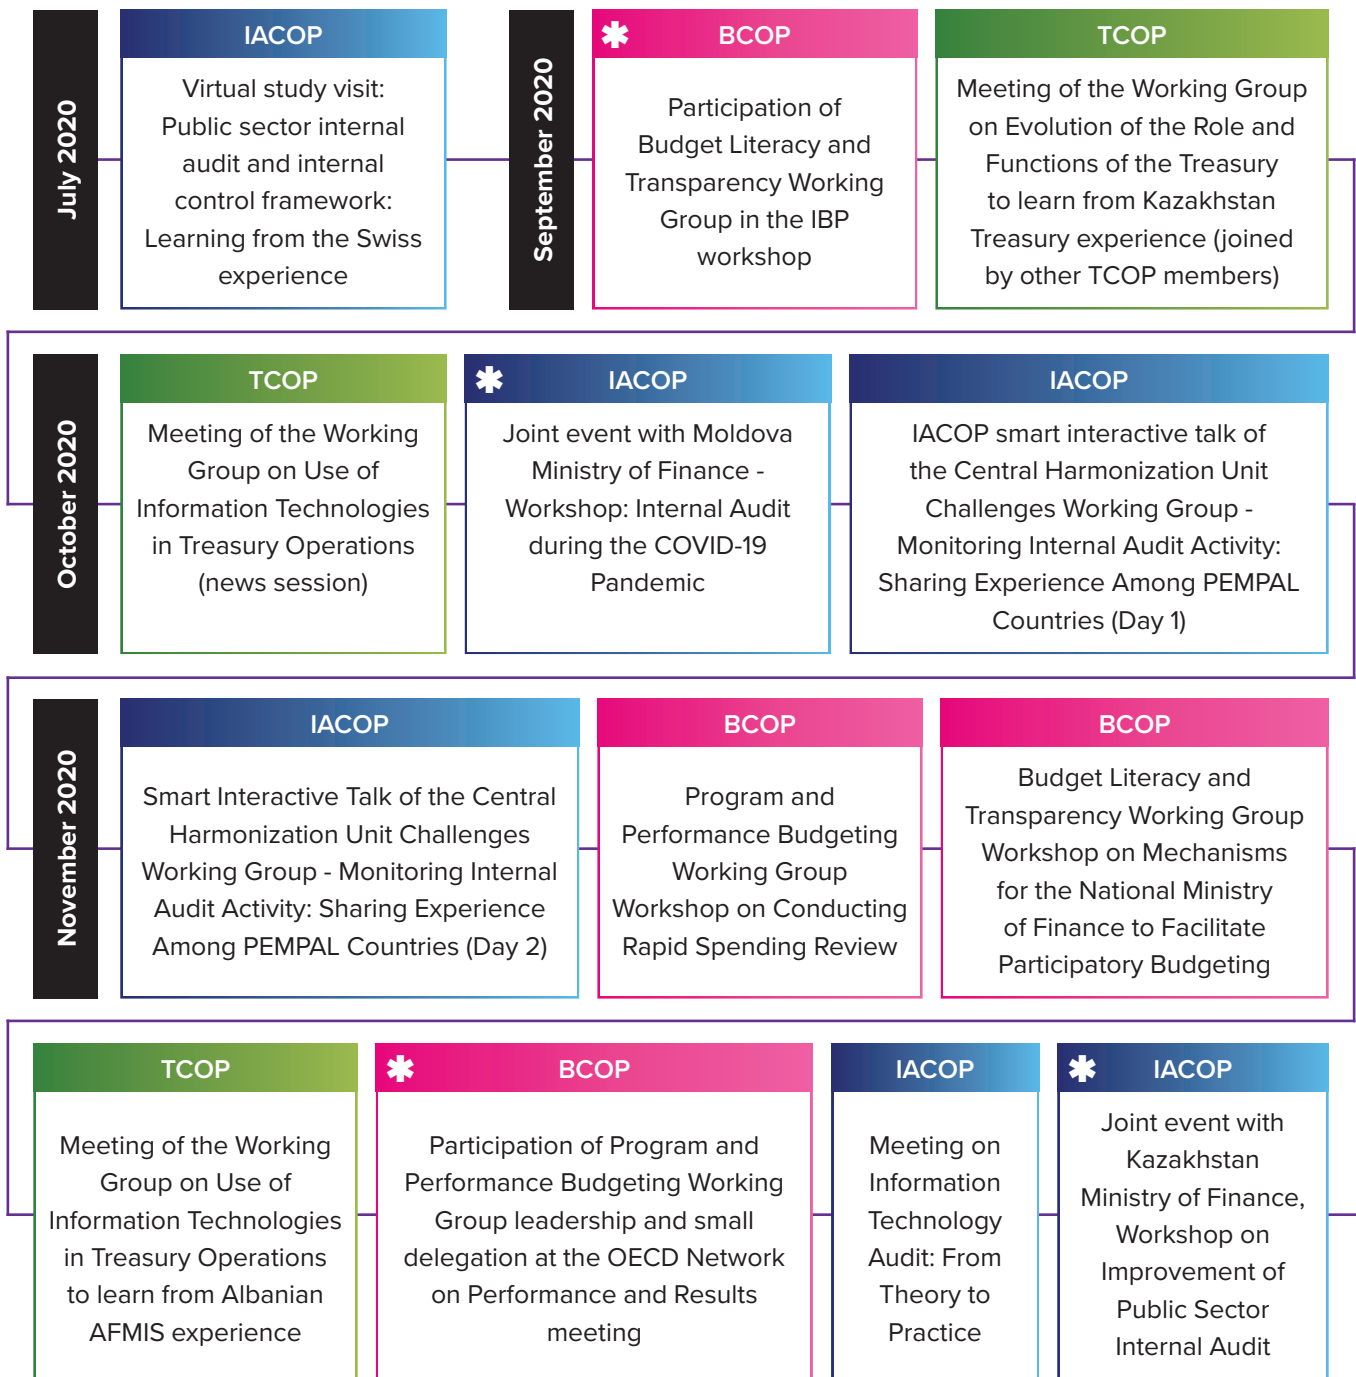 July 2020
IACOP
Virtual study visit:
Public sector internal
audit and internal
control framework:
Learning from the Swiss
experience
September 2020
✱ BCOP
Participation of
Budget Literacy and
Transparency Working
Group in the IBP
workshop
TCOP
Meeting of the Working Group
on Evolution of the Role and
Functions of the Treasury
to learn from Kazakhstan
Treasury experience (joined
by other TCOP members)
October 2020
TCOP
Meeting of the Working
Group on Use of
Information Technologies
in Treasury Operations
(news session)
✱ IACOP
Joint event with Moldova
Ministry of Finance -
Workshop: Internal Audit
during the COVID-19
Pandemic
IACOP
IACOP smart interactive talk of
the Central Harmonization Unit
Challenges Working Group -
Monitoring Internal Audit Activity:
Sharing Experience Among PEMPAL
Countries (Day 1)
November 2020
IACOP
Smart Interactive Talk of the Central
Harmonization Unit Challenges
Working Group - Monitoring Internal
Audit Activity: Sharing Experience
Among PEMPAL Countries (Day 2)
BCOP
Program and
Performance Budgeting
Working Group
Workshop on Conducting
Rapid Spending Review
BCOP
Budget Literacy and
Transparency Working Group
Workshop on Mechanisms
for the National Ministry
of Finance to Facilitate
Participatory Budgeting
TCOP
Meeting of the Working
Group on Use of
Information Technologies
in Treasury Operations
to learn from Albanian
AFMIS experience
✱ BCOP
Participation of Program and
Performance Budgeting Working
Group leadership and small
delegation at the OECD Network
on Performance and Results
meeting
IACOP
Meeting on
Information
Technology
Audit: From
Theory to
Practice
✱ IACOP
Joint event with
Kazakhstan
Ministry of Finance,
Workshop on
Improvement of
Public Sector
Internal Audit